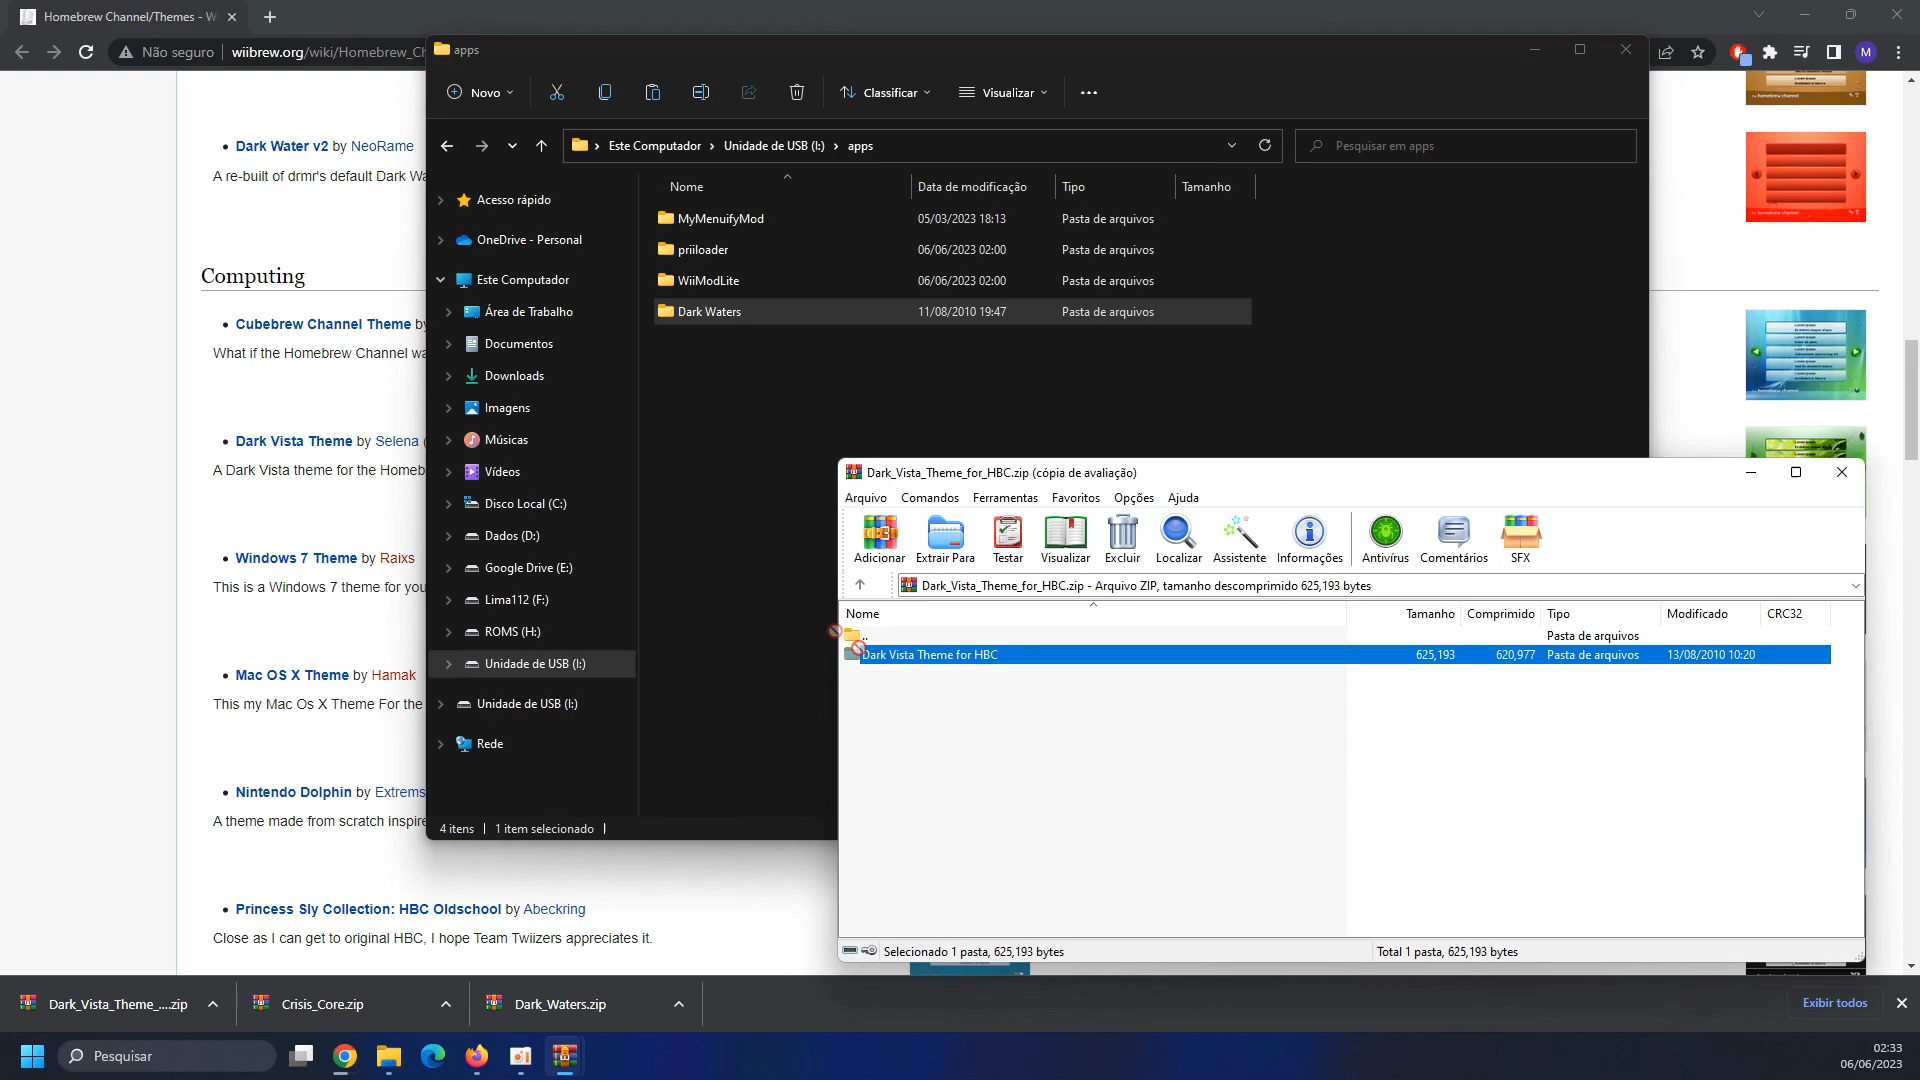 Homebrew Channel/Themes - W
Não seguro
wiibrew.org/wiki/Homebrew_Ch
M
Dark Water v2 by NeoRame
A re-built of drmr's default Dark Wa
Computing
Cubebrew Channel Theme by
What if the Homebrew Channel wa
Dark Vista Theme by Selena (
A Dark Vista theme for the Homeb
Windows 7 Theme by Raixs
This is a Windows 7 theme for you
Mac OS X Theme by Hamak
This my Mac Os X Theme For the
Nintendo Dolphin by Extrems
A theme made from scratch inspire
Princess Sly Collection: HBC Oldschool by Abeckring
Close as I can get to original HBC, I hope Team Twiizers appreciates it.
apps
Novo
Classificar
Visualizar
Este Computador
Unidade de USB (I:)
apps
Pesquisar em apps
Acesso rápido
OneDrive - Personal
Este Computador
Área de Trabalho
Documentos
Downloads
Imagens
Músicas
Vídeos
Disco Local (C:)
Dados (D:)
Google Drive (E:)
Lima112 (F:)
ROMS (H:)
Unidade de USB (I:)
Unidade de USB (I:)
Rede
Nome Data de modificação Tipo Tamanho
MyMenuifyMod 05/03/2023 18:13 Pasta de arquivos
priiloader 06/06/2023 02:00 Pasta de arquivos
WiiModLite 06/06/2023 02:00 Pasta de arquivos
Dark Waters 11/08/2010 19:47 Pasta de arquivos
4 itens
1 item selecionado
Dark_Vista_Theme_for_HBC.zip (cópia de avaliação)
Arquivo Comandos Ferramentas Favoritos Opções Ajuda
Adicionar Extrair Para Testar Visualizar Excluir Localizar Assistente Informações Antivírus Comentários SFX
Dark_Vista_Theme_for_HBC.zip - Arquivo ZIP, tamanho descomprimido 625,193 bytes
Nome Tamanho Comprimido Tipo Modificado CRC32
.. Pasta de arquivos
Dark Vista Theme for HBC 625,193 620,977 Pasta de arquivos 13/08/2010 10:20
Selecionado 1 pasta, 625,193 bytes
Total 1 pasta, 625,193 bytes
Dark_Vista_Theme_....zip
Crisis_Core.zip
Dark_Waters.zip
Exibir todos
Pesquisar
02:33
06/06/2023